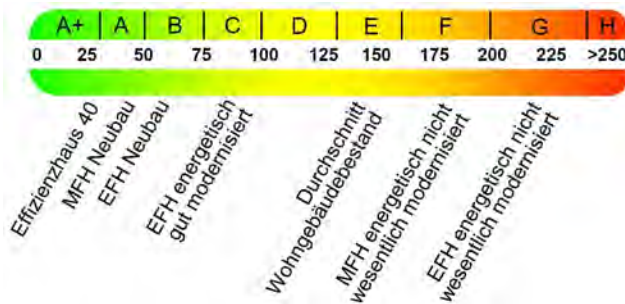 A+ A B C D E F G H
0 25 50 75 100 125 150 175 200 225 >250
Effizienzhaus 40
MFH Neubau
EFH Neubau
EFH energetisch
gut modernisiert
Durchschnitt
Wohngebäudebestand
MFH energetisch nicht
wesentlich modernisiert
EFH energetisch nicht
wesentlich modernisiert